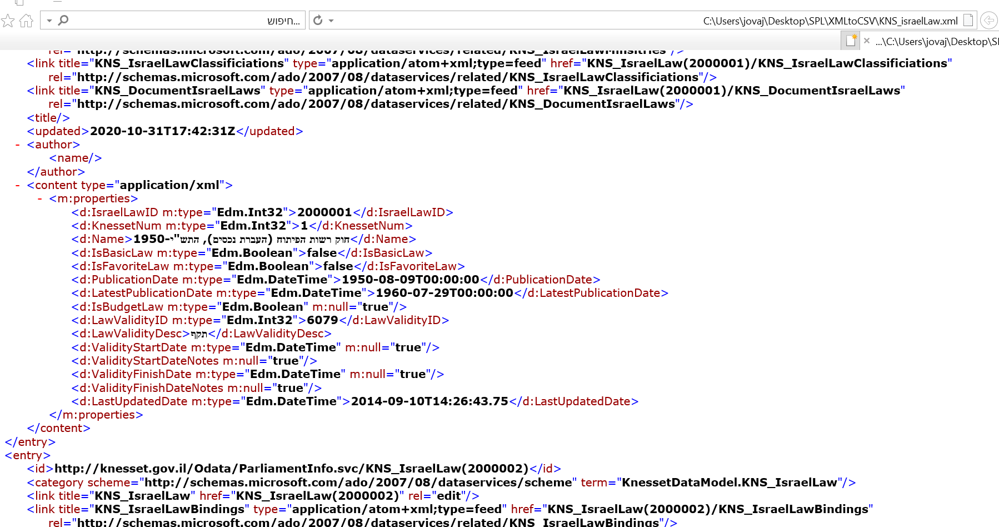 ...חיפוש
C:\Users\jovaj\Desktop\SPL\XMLtoCSV\KNS_israelLaw.xml
...\C:\Users\jovaj\Desktop\SI
rel="http://schemas.microsoft.com/ado/2007/08/dataservices/related/KNS_IsraelLawMinisitries"/>
<link title="KNS_IsraelLawClassificiations" type="application/atom+xml;type=feed" href="KNS_IsraelLaw(2000001)/KNS_IsraelLawClassificiations"
rel="http://schemas.microsoft.com/ado/2007/08/dataservices/related/KNS_IsraelLawClassificiations"/>
<link title="KNS_DocumentIsraelLaws" type="application/atom+xml;type=feed" href="KNS_IsraelLaw(2000001)/KNS_DocumentIsraelLaws"
rel="http://schemas.microsoft.com/ado/2007/08/dataservices/related/KNS_DocumentIsraelLaws"/>
<title/>
<updated>2020-10-31T17:42:31Z</updated>
- <author>
<name/>
</author>
- <content type="application/xml">
- <m:properties>
<d:IsraelLawID m:type="Edm.Int32">2000001</d:IsraelLawID>
<d:KnessetNum m:type="Edm.Int32">1</d:KnessetNum>
<d:Name>חוק רשות הפיתוח (העברת נכסים), התש"י-1950</d:Name>
<d:IsBasicLaw m:type="Edm.Boolean">false</d:IsBasicLaw>
<d:IsFavoriteLaw m:type="Edm.Boolean">false</d:IsFavoriteLaw>
<d:PublicationDate m:type="Edm.DateTime">1950-08-09T00:00:00</d:PublicationDate>
<d:LatestPublicationDate m:type="Edm.DateTime">1960-07-29T00:00:00</d:LatestPublicationDate>
<d:IsBudgetLaw m:type="Edm.Boolean" m:null="true"/>
<d:LawValidityID m:type="Edm.Int32">6079</d:LawValidityID>
<d:LawValidityDesc>תקף</d:LawValidityDesc>
<d:ValidityStartDate m:type="Edm.DateTime" m:null="true"/>
<d:ValidityStartDateNotes m:null="true"/>
<d:ValidityFinishDate m:type="Edm.DateTime" m:null="true"/>
<d:ValidityFinishDateNotes m:null="true"/>
<d:LastUpdatedDate m:type="Edm.DateTime">2014-09-10T14:26:43.75</d:LastUpdatedDate>
</m:properties>
</content>
</entry>
<entry>
<id>http://knesset.gov.il/Odata/ParliamentInfo.svc/KNS_IsraelLaw(2000002)</id>
<category scheme="http://schemas.microsoft.com/ado/2007/08/dataservices/scheme" term="KnessetDataModel.KNS_IsraelLaw"/>
<link title="KNS_IsraelLaw" href="KNS_IsraelLaw(2000002)" rel="edit"/>
<link title="KNS_IsraelLawBindings" type="application/atom+xml;type=feed" href="KNS_IsraelLaw(2000002)/KNS_IsraelLawBindings"
rel="http://schemas.microsoft.com/ado/2007/08/dataservices/related/KNS_IsraelLawBindings"/>